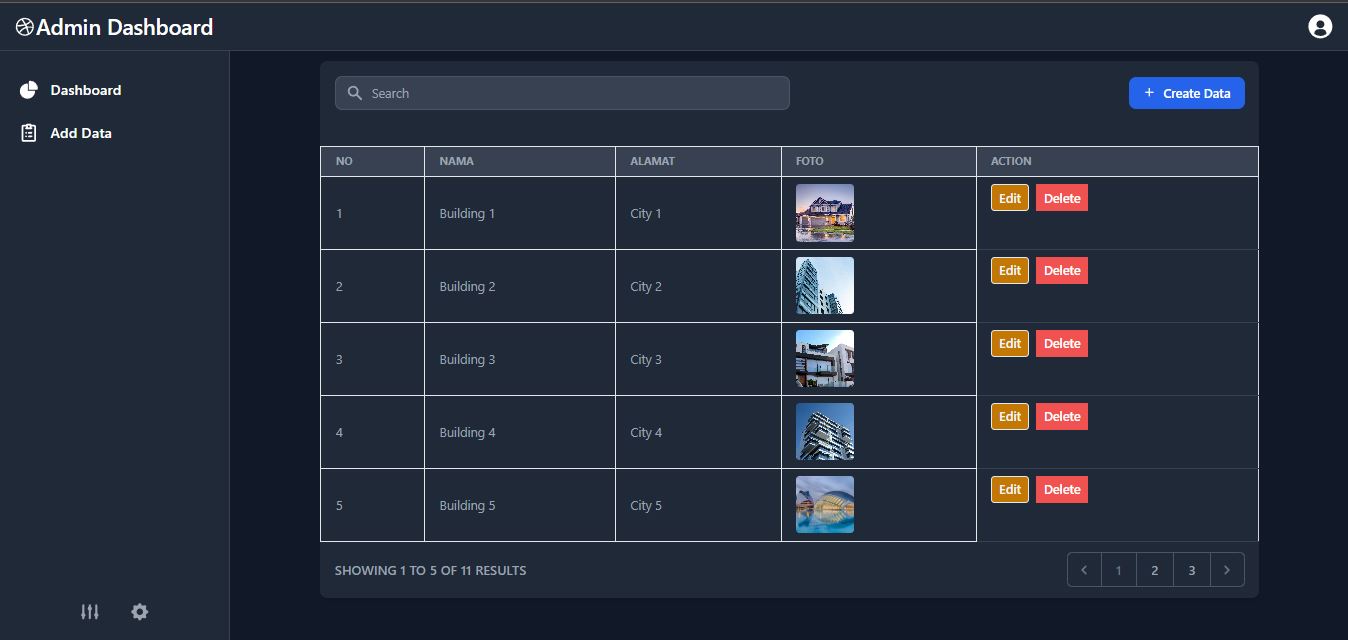 Admin Dashboard
Dashboard
Add Data
Search
+ Create Data
NO NAMA ALAMAT FOTO ACTION
1 Building 1 City 1 Edit Delete
2 Building 2 City 2 Edit Delete
3 Building 3 City 3 Edit Delete
4 Building 4 City 4 Edit Delete
5 Building 5 City 5 Edit Delete
SHOWING 1 TO 5 OF 11 RESULTS
1 2 3